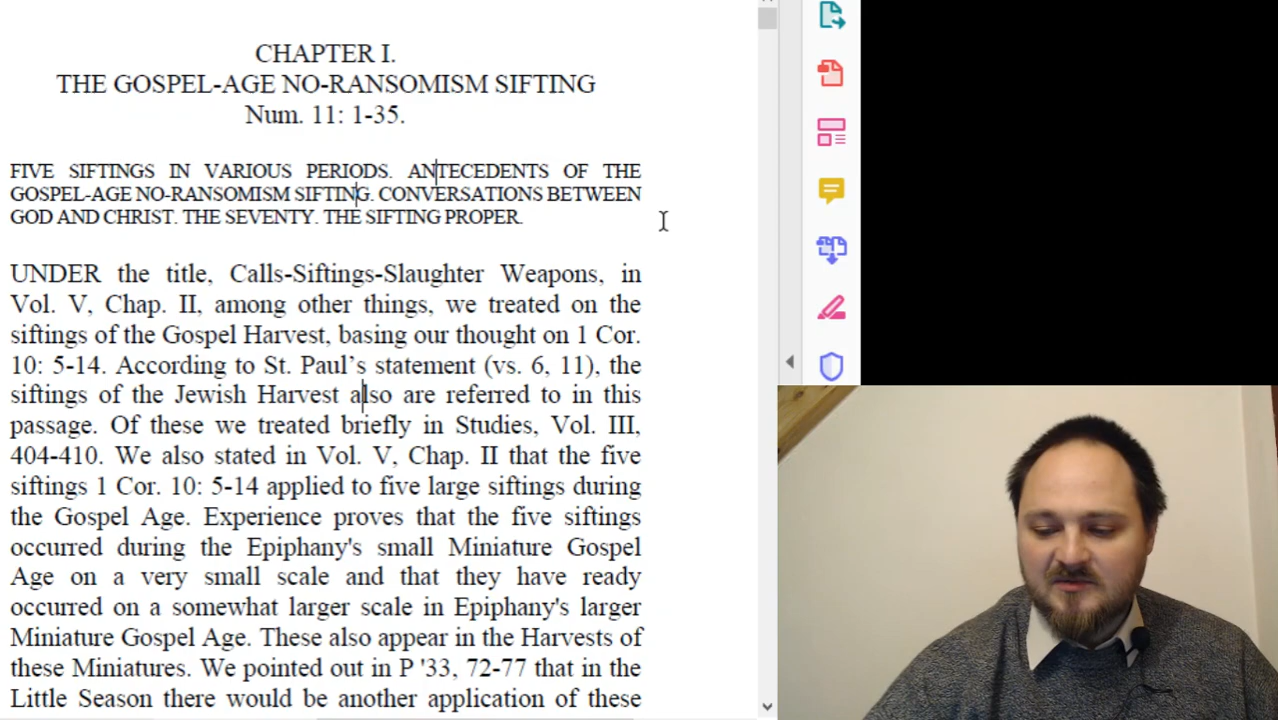 CHAPTER I.
THE GOSPEL-AGE NO-RANSOMISM SIFTING
Num. 11: 1-35.
FIVE SIFTINGS IN VARIOUS PERIODS. ANTECEDENTS OF THE
GOSPEL-AGE NO-RANSOMISM SIFTING. CONVERSATIONS BETWEEN
GOD AND CHRIST. THE SEVENTY. THE SIFTING PROPER.
UNDER the title, Calls-Siftings-Slaughter Weapons, in
Vol. V, Chap. II, among other things, we treated on the
siftings of the Gospel Harvest, basing our thought on 1 Cor.
10: 5-14. According to St. Paul’s statement (vs. 6, 11), the
siftings of the Jewish Harvest also are referred to in this
passage. Of these we treated briefly in Studies, Vol. III,
404-410. We also stated in Vol. V, Chap. II that the five
siftings 1 Cor. 10: 5-14 applied to five large siftings during
the Gospel Age. Experience proves that the five siftings
occurred during the Epiphany's small Miniature Gospel
Age on a very small scale and that they have ready
occurred on a somewhat larger scale in Epiphany's larger
Miniature Gospel Age. These also appear in the Harvests of
these Miniatures. We pointed out in P '33, 72-77 that in the
Little Season there would be another application of these